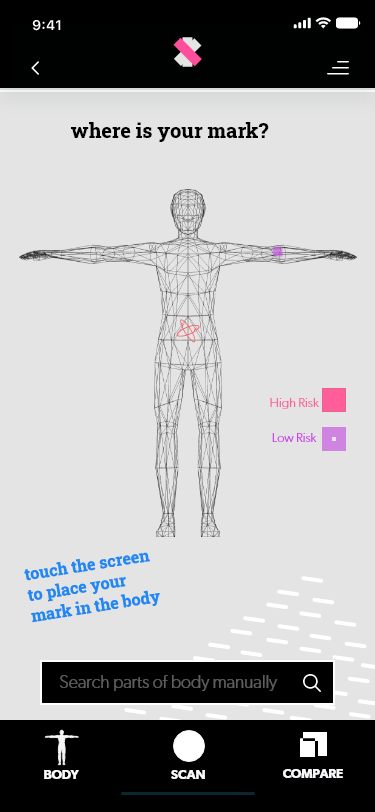 9:41
where is your mark?
High Risk
Low Risk
touch the screen
to place your
mark in the body
Search parts of body manually
BODY
SCAN
COMPARE